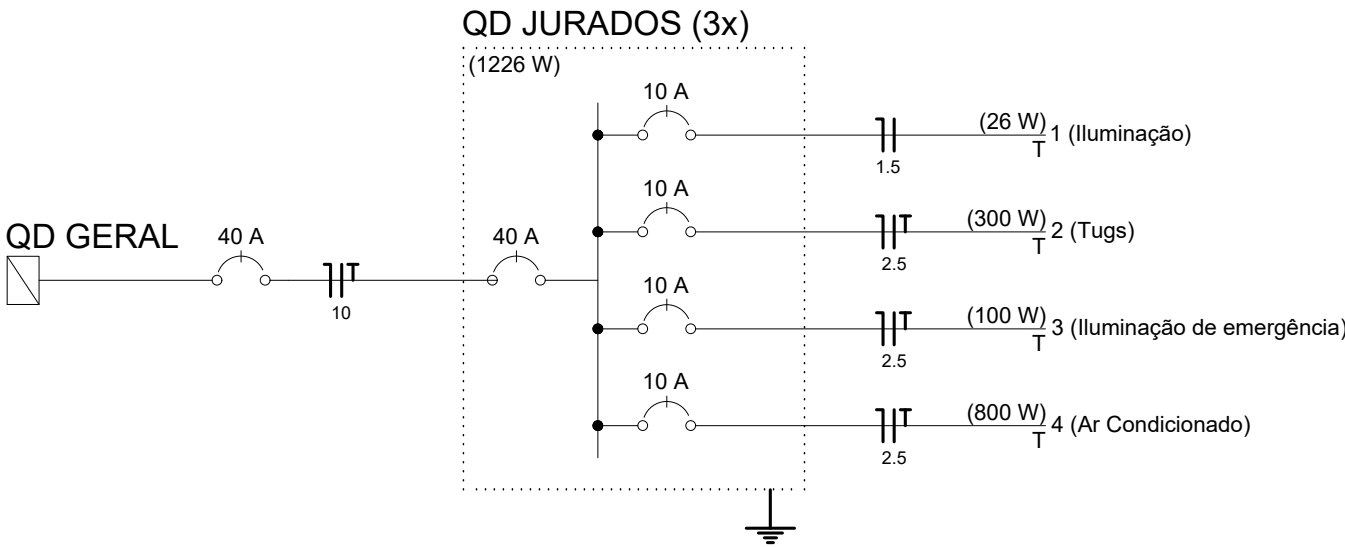 QD JURADOS (3x)
(1226 W)
10 A
(26 W)
T
1 (Iluminação)
1.5
10 A
(300 W)
T
2 (Tugs)
2.5
QD GERAL
40 A
10
40 A
10 A
(100 W)
T
3 (Iluminação de emergência)
2.5
10 A
(800 W)
T
4 (Ar Condicionado)
2.5